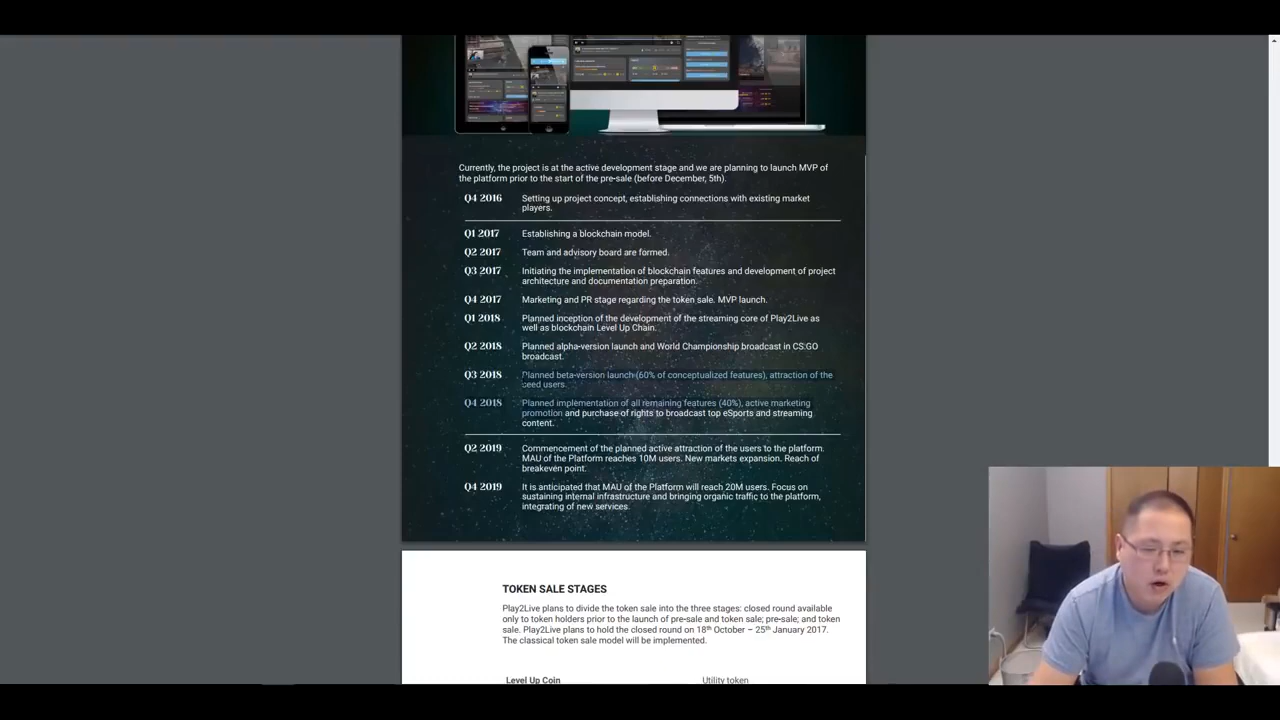 Currently, the project is at the active development stage and we are planning to launch MVP of
the platform prior to the start of the pre-sale (before December, 5th).
Q4 2016 Setting up project concept, establishing connections with existing market
players.
Q1 2017 Establishing a blockchain model.
Q2 2017 Team and advisory board are formed.
Q3 2017 Initiating the implementation of blockchain features and development of project
architecture and documentation preparation.
Q4 2017 Marketing and PR stage regarding the token sale. MVP launch.
Q1 2018 Planned inception of the development of the streaming core of Play2Live as
well as blockchain Level Up Chain.
Q2 2018 Planned alpha-version launch and World Championship broadcast in CS:GO
broadcast.
Q3 2018 Planned beta-version launch (60% of conceptualized features), attraction of the
seed users.
Q4 2018 Planned implementation of all remaining features (40%), active marketing
promotion and purchase of rights to broadcast top eSports and streaming
content.
Q2 2019 Commencement of the planned active attraction of the users to the platform.
MAU of the Platform reaches 10M users. New markets expansion. Reach of
breakeven point.
Q4 2019 It is anticipated that MAU of the Platform will reach 20M users. Focus on
sustaining internal infrastructure and bringing organic traffic to the platform,
integrating of new services.
TOKEN SALE STAGES
Play2Live plans to divide the token sale into the three stages: closed round available
only to token holders prior to the launch of pre-sale and token sale; pre-sale; and token
sale. Play2Live plans to hold the closed round on 18th October – 25th January 2017.
The classical token sale model will be implemented.
Level Up Coin Utility token